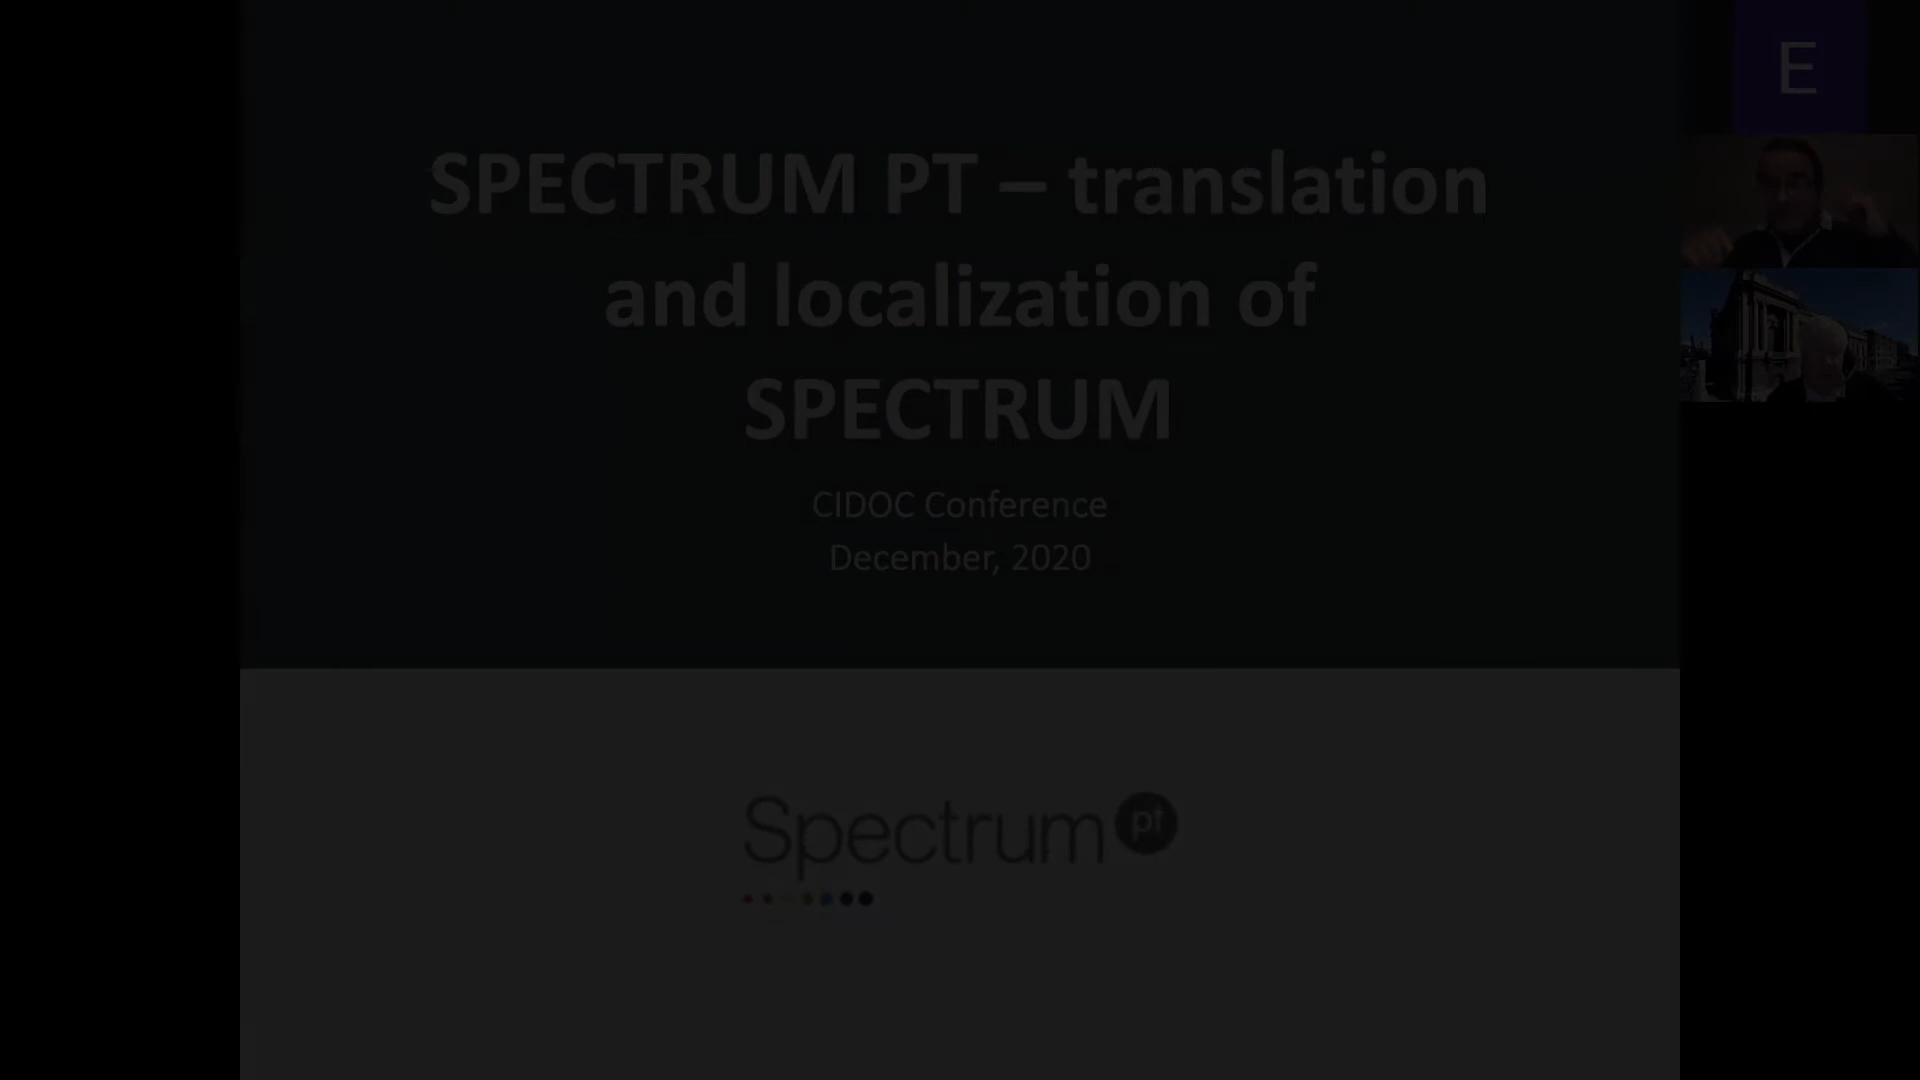 E
SPECTRUM PT – translation
and localization of
SPECTRUM
CIDOC Conference
December, 2020
Spectrum pt